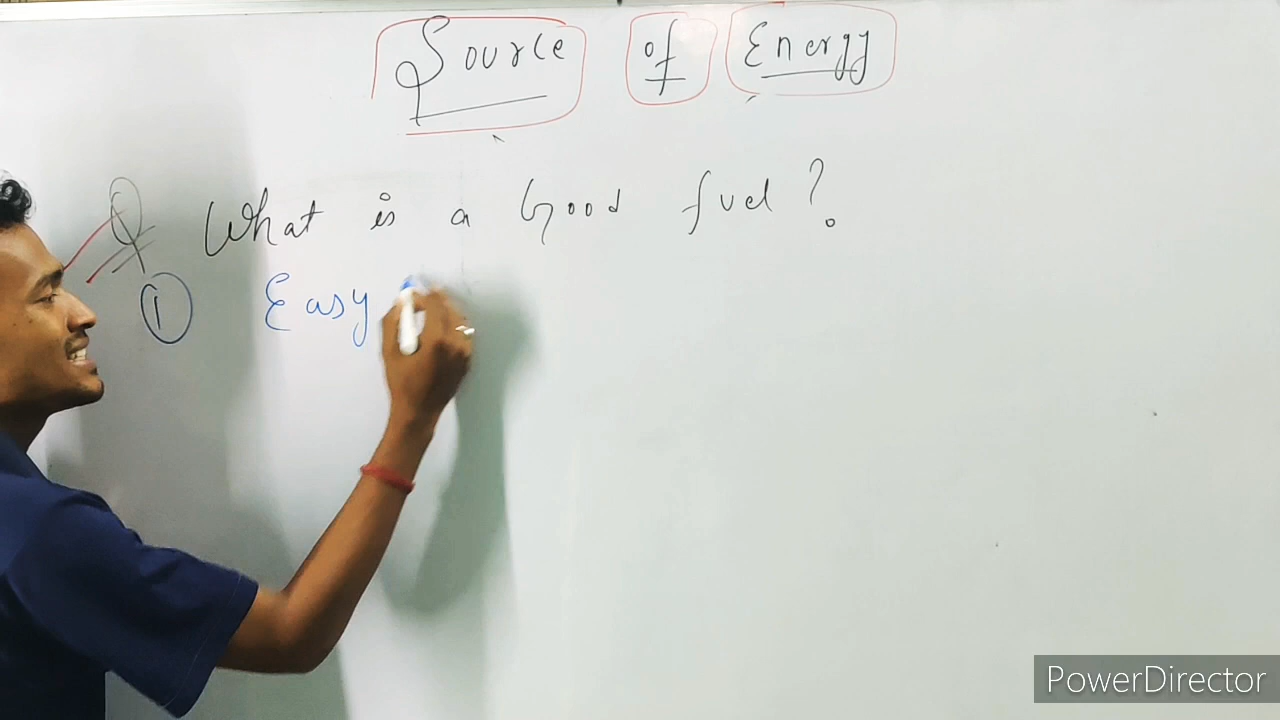 Source of Energy
Q What is a Good fuel?
① Easy
PowerDirector